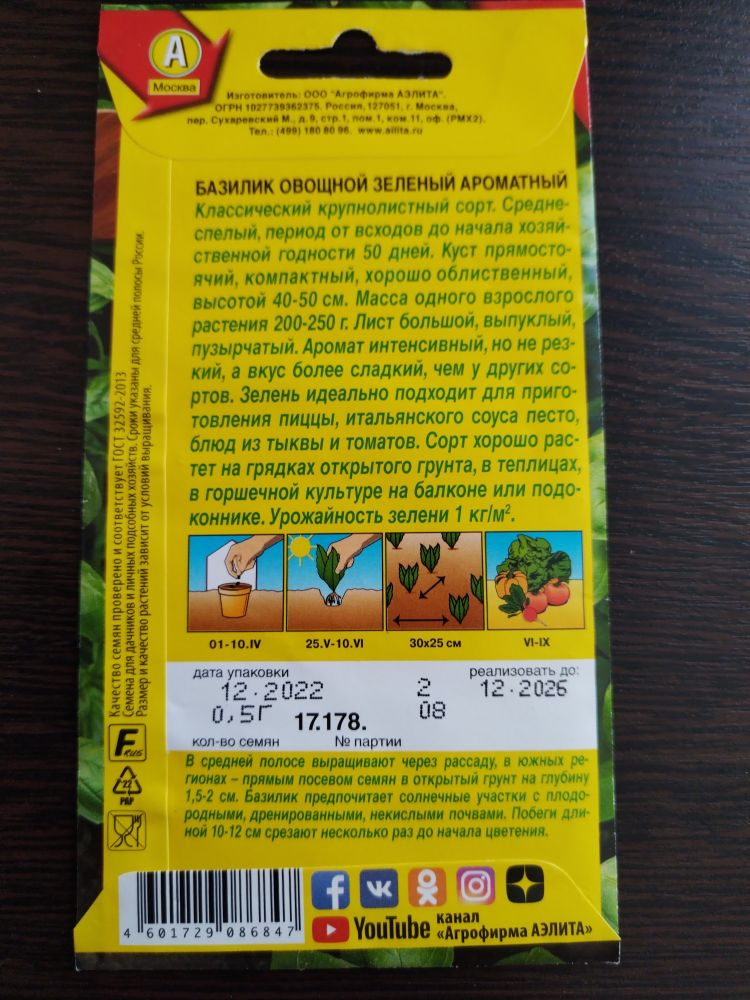 А
Москва
Изготовитель: ООО "Агрофирма АЭЛИТА".
ОГРН 1027739362375. Россия,127051, г. Москва,
пер. Сухаревский М., д.9, стр.1, пом.1, ком.11, оф. (РМХ2).
Тел.: (499) 180 80 96. www.ailita.ru
БАЗИЛИК ОВОЩНОЙ ЗЕЛЕНЫЙ АРОМАТНЫЙ
Классический крупнолистный сорт. Средне-
спелый, период от всходов до начала хозяй-
ственной годности 50 дней. Куст прямосто-
ячий, компактный, хорошо облиственный,
высотой 40-50 см. Масса одного взрослого
растения 200-250 г. Лист большой, выпуклый,
пузырчатый. Аромат интенсивный, но не рез-
кий, а вкус более сладкий, чем у других со-
ртов. Зелень идеально подходит для приго-
товления пиццы, итальянского соуса песто,
блюд из тыквы и томатов. Сорт хорошо рас-
тет на грядках открытого грунта, в теплицах,
в горшечной культуре на балконе или подо-
коннике. Урожайность зелени 1 кг/м².
01-10.IV
25.V-10.VI
30х25 см
VI-IX
дата упаковки
реализовать до:
12.2022
2
12.2026
0,5Г
17.178.
08
кол-во семян
№ партии
В средней полосе выращивают через рассаду, в южных ре-
гионах – прямым посевом семян в открытый грунт на глубину
1,5-2 см. Базилик предпочитает солнечные участки с плодо-
родными, дренированными, некислыми почвами. Побеги дли-
ной 10-12 см срезают несколько раз до начала цветения.
Качество семян проверено и соответствует ГОСТ 32592-2013
Семена для дачников и личных подсобных хозяйств. Сроки указаны для средней полосы России.
Размер и качество растений зависит от условий выращивания.
F RUS
22
PAP
4 601729 086847
YouTube канал
«Агрофирма АЭЛИТА»